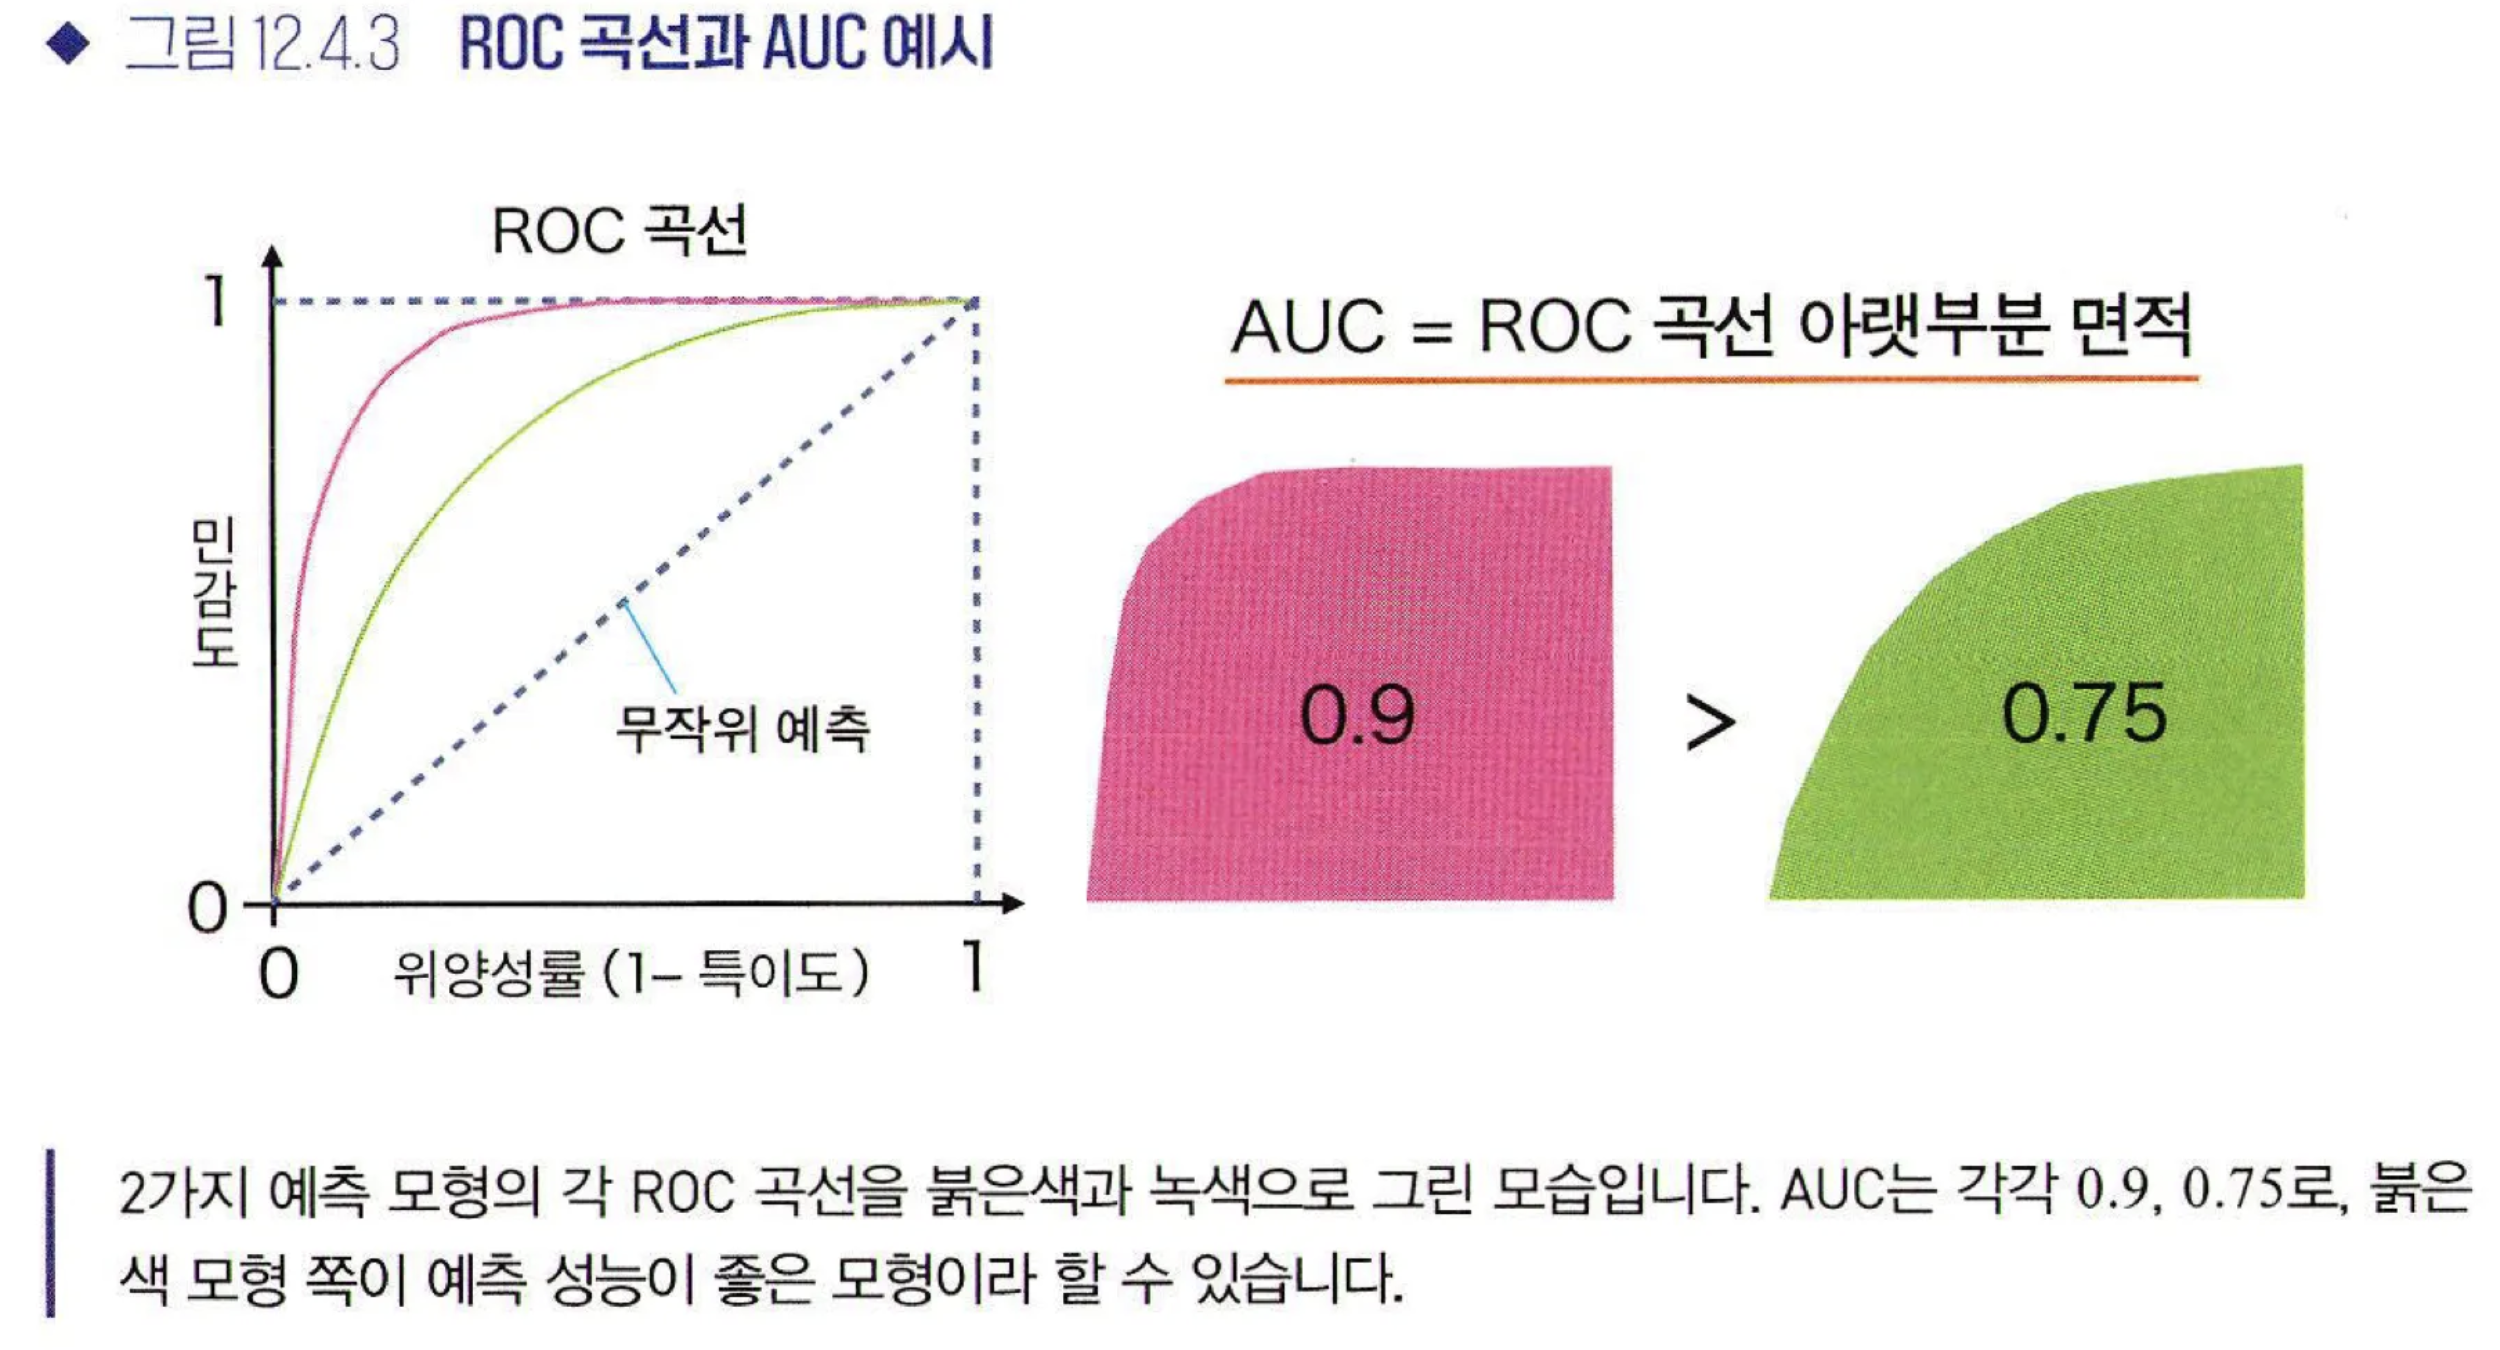 ◆ 그림 12.4.3 ROC 곡선과 AUC 예시
ROC 곡선
1
민감도
0
0
위양성률 (1– 특이도)
1
무작위 예측
AUC = ROC 곡선 아랫부분 면적
0.9
>
0.75
2가지 예측 모형의 각 ROC 곡선을 붉은색과 녹색으로 그린 모습입니다. AUC는 각각 0.9, 0.75로, 붉은
색 모형 쪽이 예측 성능이 좋은 모형이라 할 수 있습니다.